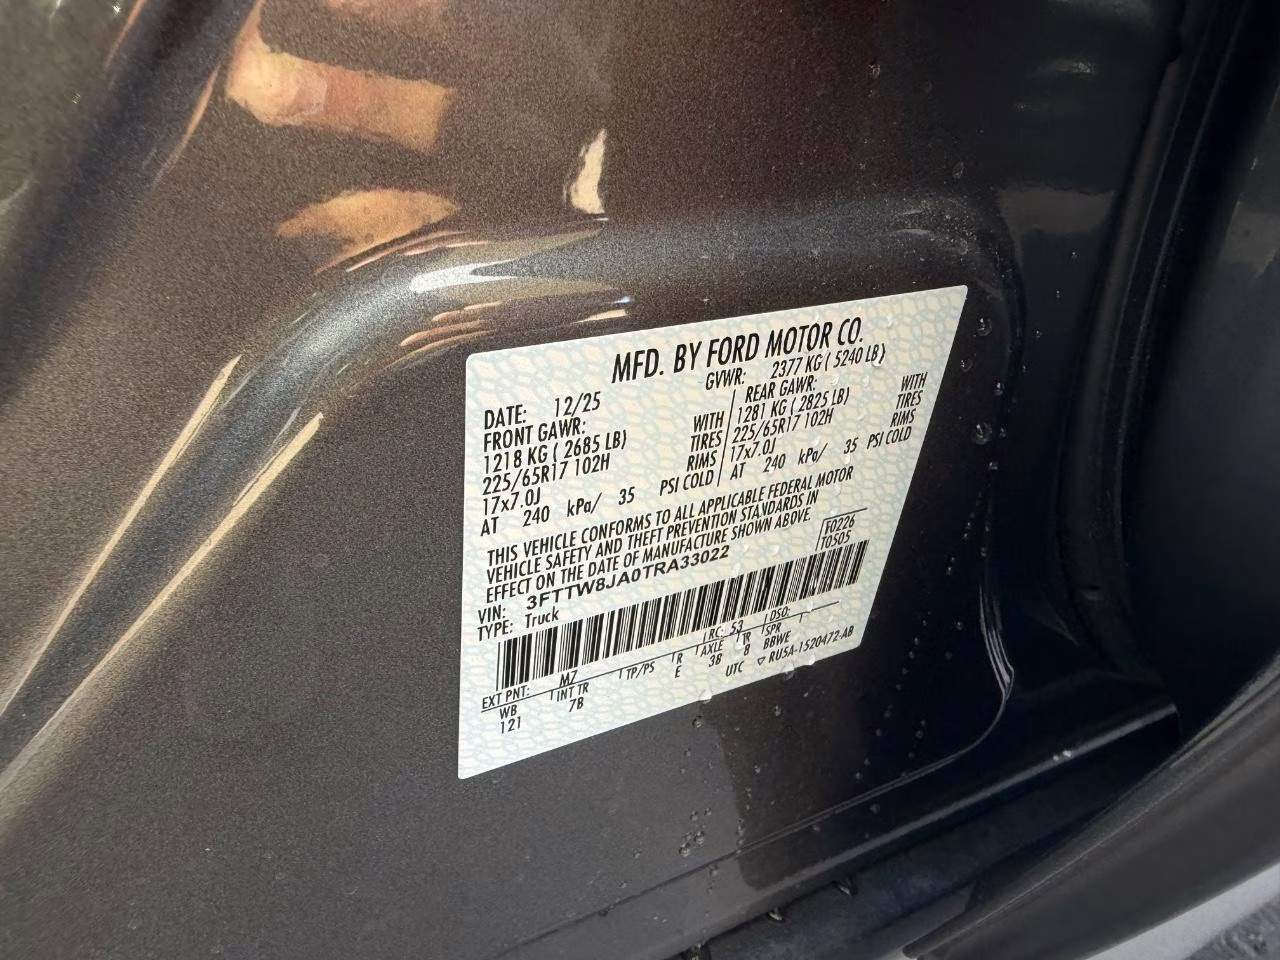 MFD. BY FORD MOTOR CO.
DATE: 12/25 GVWR: 2377 KG ( 5240 LB)
FRONT GAWR: REAR GAWR:
1218 KG ( 2685 LB) WITH 1281 KG ( 2825 LB) WITH
225/65R17 102H TIRES 225/65R17 102H TIRES
17x7.0J RIMS 17x7.0J RIMS
AT 240 kPa/ 35 PSI COLD AT 240 kPa/ 35 PSI COLD
THIS VEHICLE CONFORMS TO ALL APPLICABLE FEDERAL MOTOR
VEHICLE SAFETY AND THEFT PREVENTION STANDARDS IN
EFFECT ON THE DATE OF MANUFACTURE SHOWN ABOVE.
F0226
T0505
VIN: 3FTTW8JA0TRA33022
TYPE: Truck
EXT PNT: M7 RC: 53 DSO:
WB INT TR TP/PS R AXLE TR SPR
121 7B E 38 8 BBWE
UTC ▽ RU5A-1520472-AB